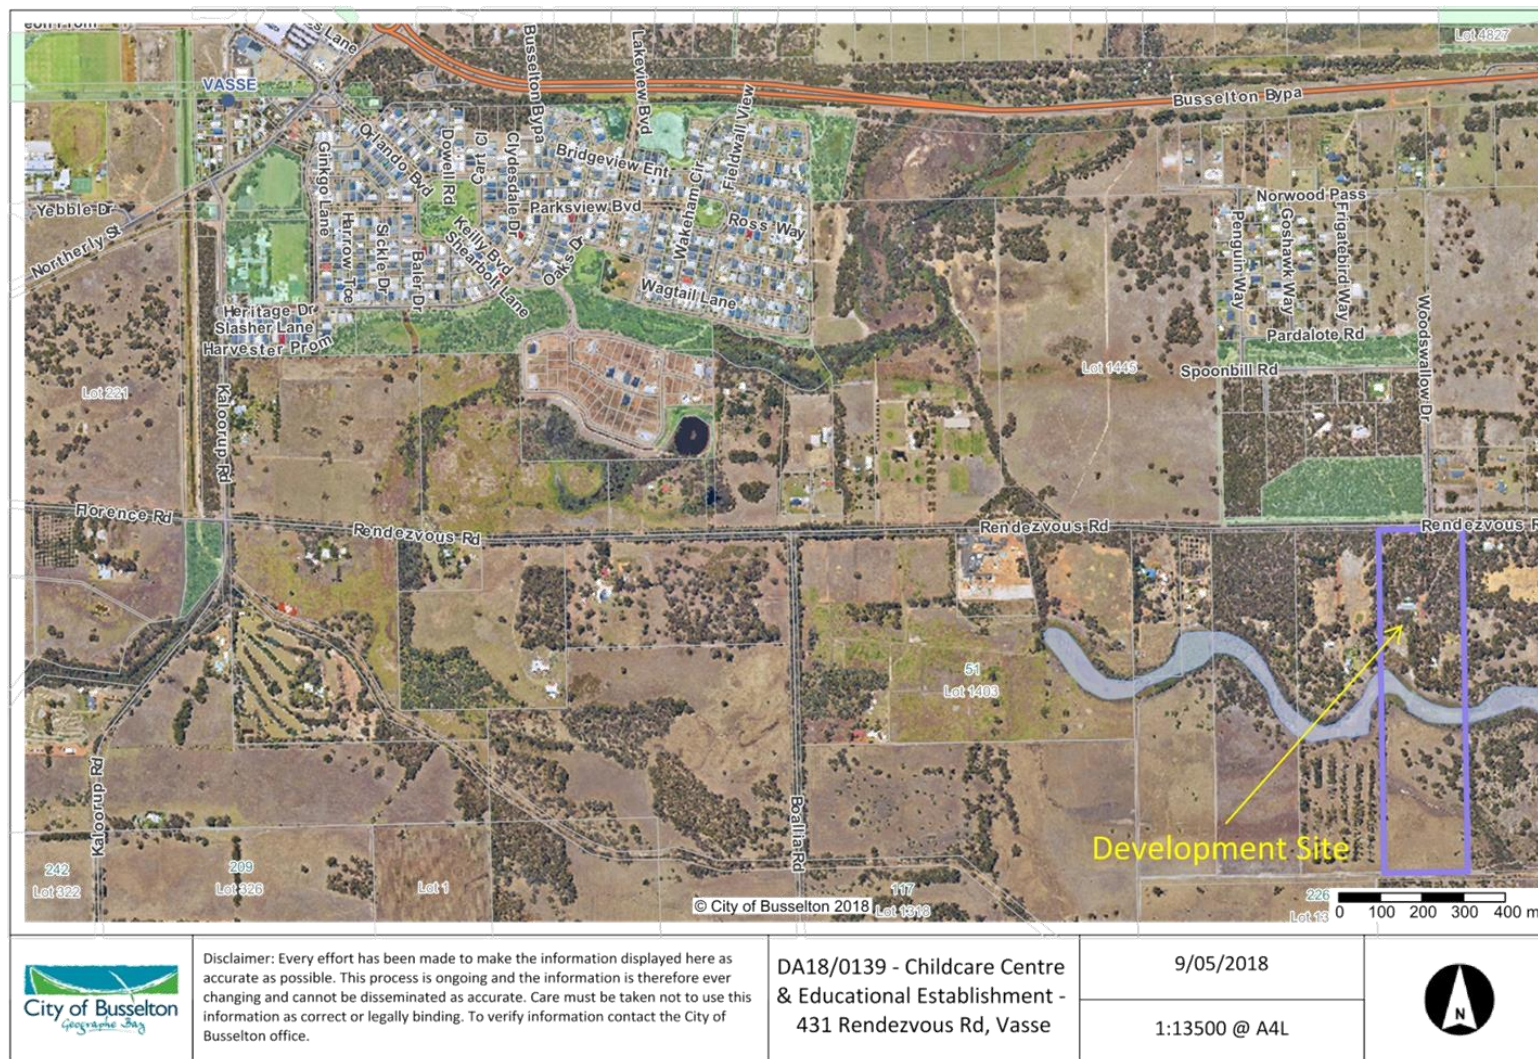 Lane
Lot 4827
VASSE
Busselton Bypa
Lakeview Bvd
Busselton Bypa
Fieldwall View
Orlando Bvd
Dowell Rd
Cart Cl
Clydesdale Dr
Bridgeview Ent
Ginkgo Lane
Wakeham Cir
Norwood Pass
Yebble Dr
Parksview Bvd
Ross Way
Harrow Tce
Sickle Dr
Keilly Bvd
Penguin Way
Goshawk Way
Frigatebird Way
Northerly St
Baler Dr
Shearbolt Lane
Oaks Dr
Wagtail Lane
Heritage Dr
Slasher Lane
Harvester Prom
Pardalote Rd
Woodswallow Dr
Lot 1445
Spoonbill Rd
Lot 221
Kaloorup Rd
Florence Rd
Rendezvous Rd
Rendezvous Rd
Rendezvous R
51
Lot 1403
Kaloorup Rd
Boallia Rd
Development Site
242
Lot 322
209
Lot 326
Lot 1
117
Lot 1318
© City of Busselton 2018
226
Lot 13
0 100 200 300 400 m
City of Busselton
Geographe Bay
Disclaimer: Every effort has been made to make the information displayed here as
accurate as possible. This process is ongoing and the information is therefore ever
changing and cannot be disseminated as accurate. Care must be taken not to use this
information as correct or legally binding. To verify information contact the City of
Busselton office.
DA18/0139 - Childcare Centre
& Educational Establishment -
431 Rendezvous Rd, Vasse
9/05/2018
1:13500 @ A4L
N